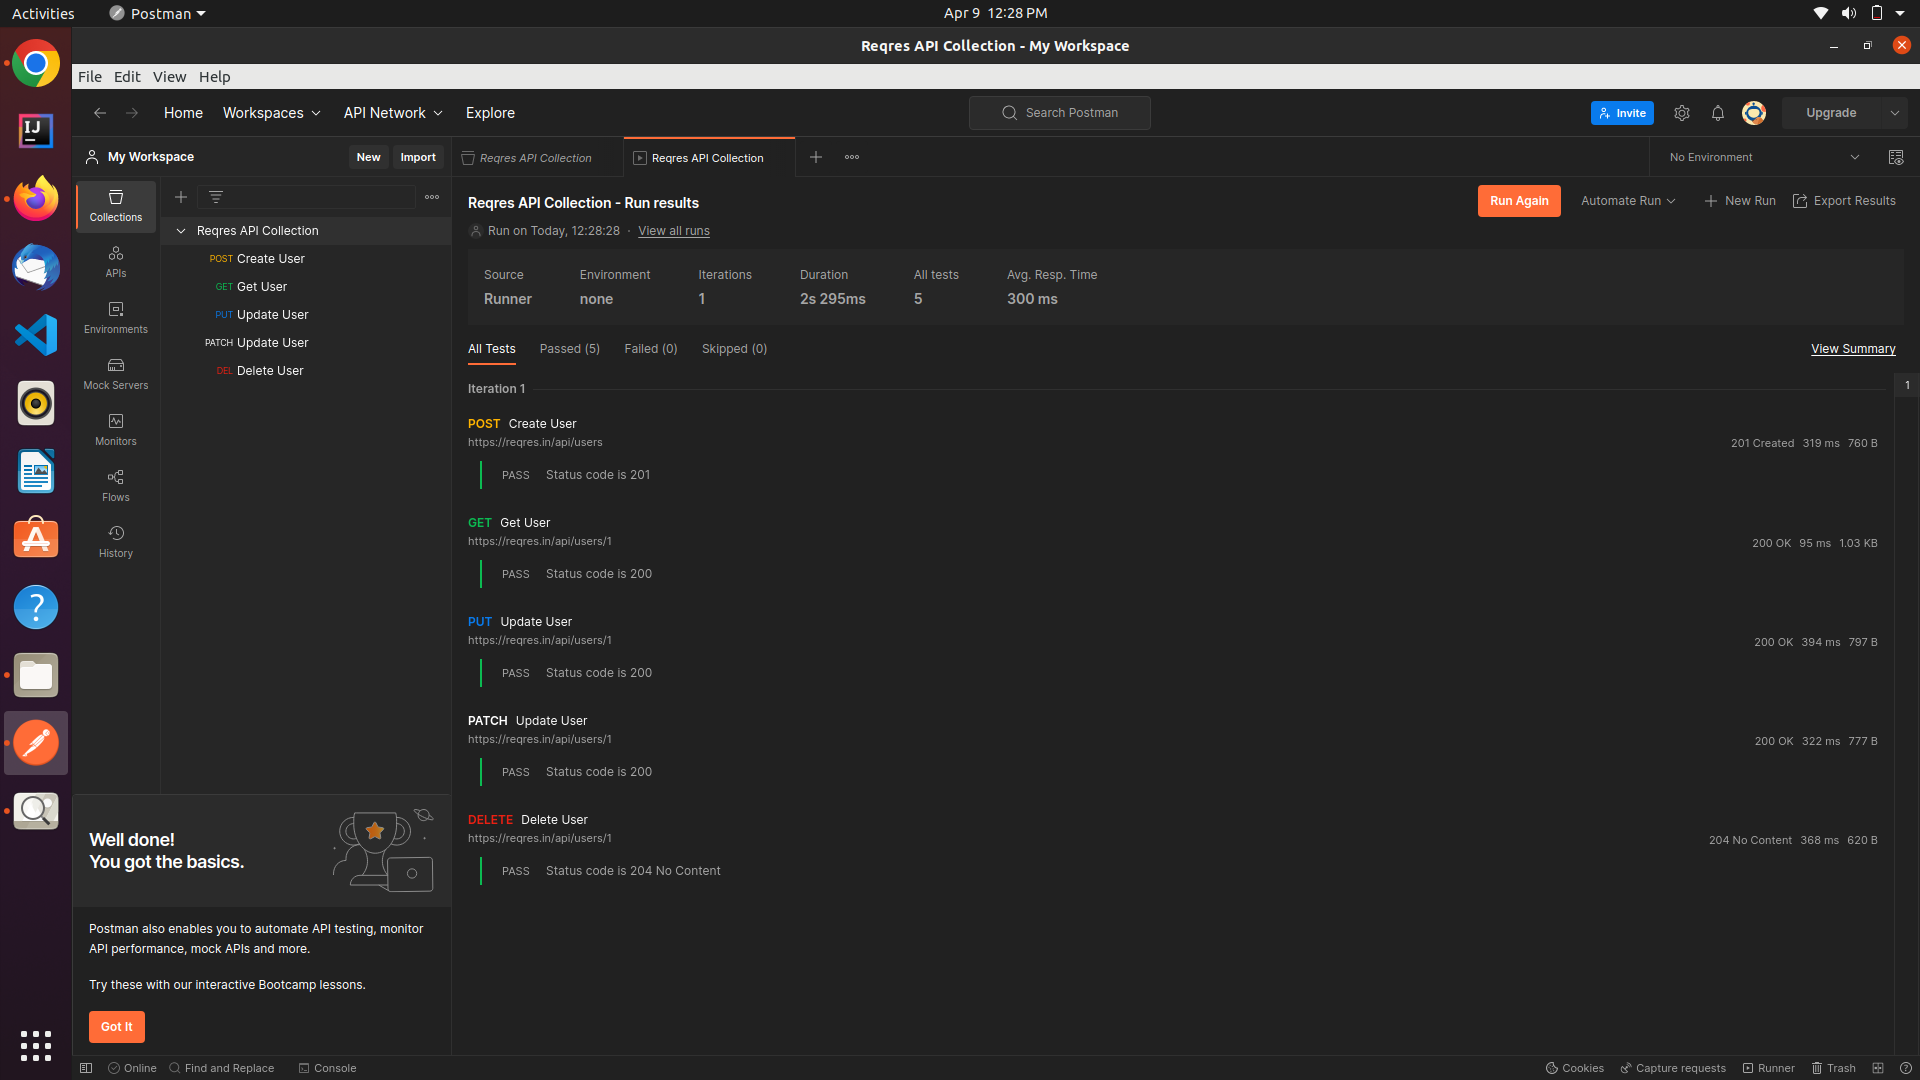 Activities Postman Apr 9 12:28 PM
Reqres API Collection - My Workspace
File Edit View Help
Home Workspaces API Network Explore Search Postman Invite Upgrade
My Workspace New Import Reqres API Collection Reqres API Collection No Environment
Collections
APIs
Environments
Mock Servers
Monitors
Flows
History
Reqres API Collection
POST Create User
GET Get User
PUT Update User
PATCH Update User
DEL Delete User
Well done!
You got the basics.
Postman also enables you to automate API testing, monitor
API performance, mock APIs and more.
Try these with our interactive Bootcamp lessons.
Got It
Reqres API Collection - Run results Run Again Automate Run New Run Export Results
Run on Today, 12:28:28 · View all runs
Source Environment Iterations Duration All tests Avg. Resp. Time
Runner none 1 2s 295ms 5 300 ms
All Tests Passed (5) Failed (0) Skipped (0) View Summary
Iteration 1 1
POST Create User
https://reqres.in/api/users 201 Created 319 ms 760 B
PASS Status code is 201
GET Get User
https://reqres.in/api/users/1 200 OK 95 ms 1.03 KB
PASS Status code is 200
PUT Update User
https://reqres.in/api/users/1 200 OK 394 ms 797 B
PASS Status code is 200
PATCH Update User
https://reqres.in/api/users/1 200 OK 322 ms 777 B
PASS Status code is 200
DELETE Delete User
https://reqres.in/api/users/1 204 No Content 368 ms 620 B
PASS Status code is 204 No Content
Online Find and Replace Console Cookies Capture requests Runner Trash